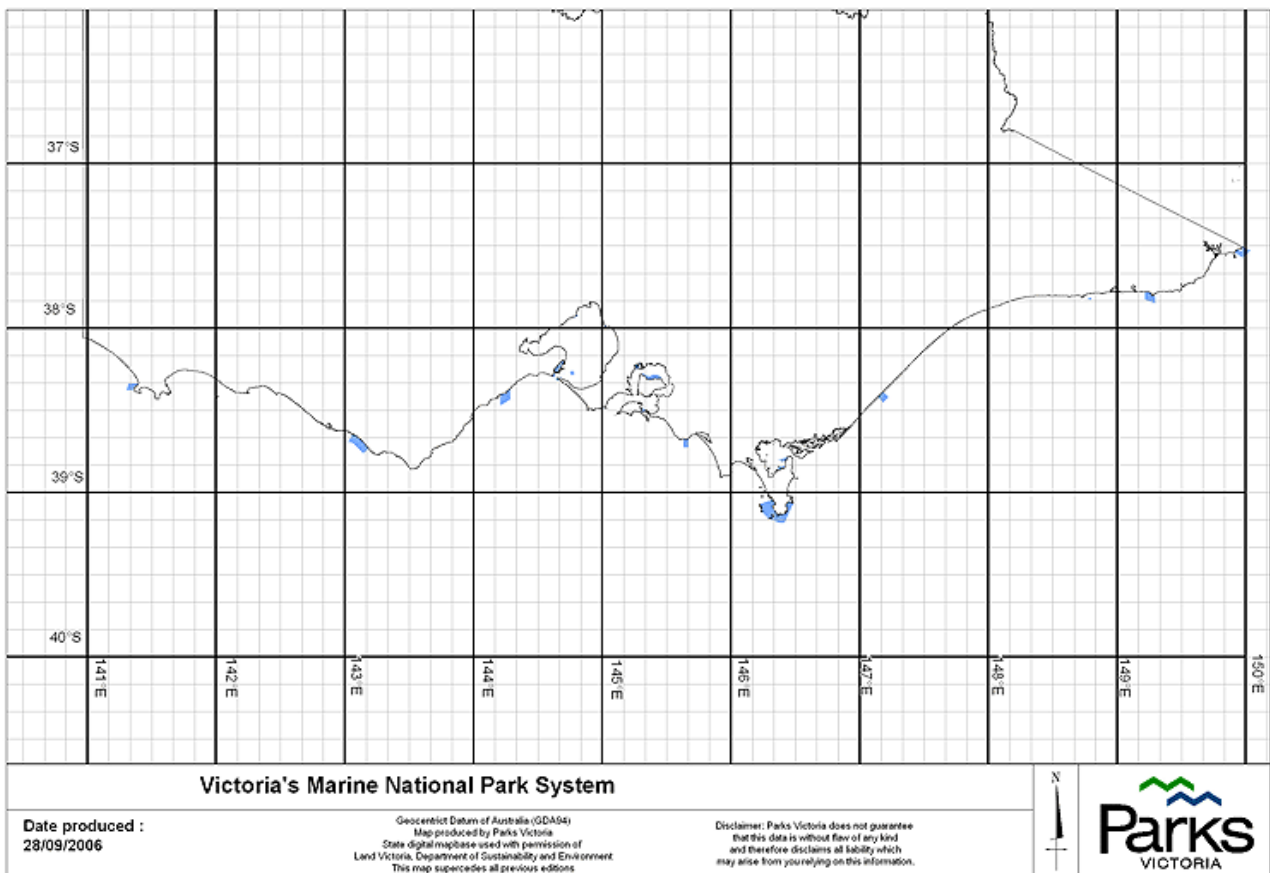 37°S
38°S
39°S
40°S
141°E
142°E
143°E
144°E
145°E
146°E
147°E
148°E
149°E
150°E
Victoria's Marine National Park System
Date produced :
28/09/2006
Geocentrict Datum of Australia (GDA94)
Map produced by Parks Victoria
State digital mapbase used with permission of
Land Victoria, Department of Sustainability and Environment
This map supercedes all previous editions
Disclaimer: Parks Victoria does not guarantee
that this data is without flaw of any kind
and therefore disclaims all liability which
may arise from you relying on this information.
N
Parks
VICTORIA